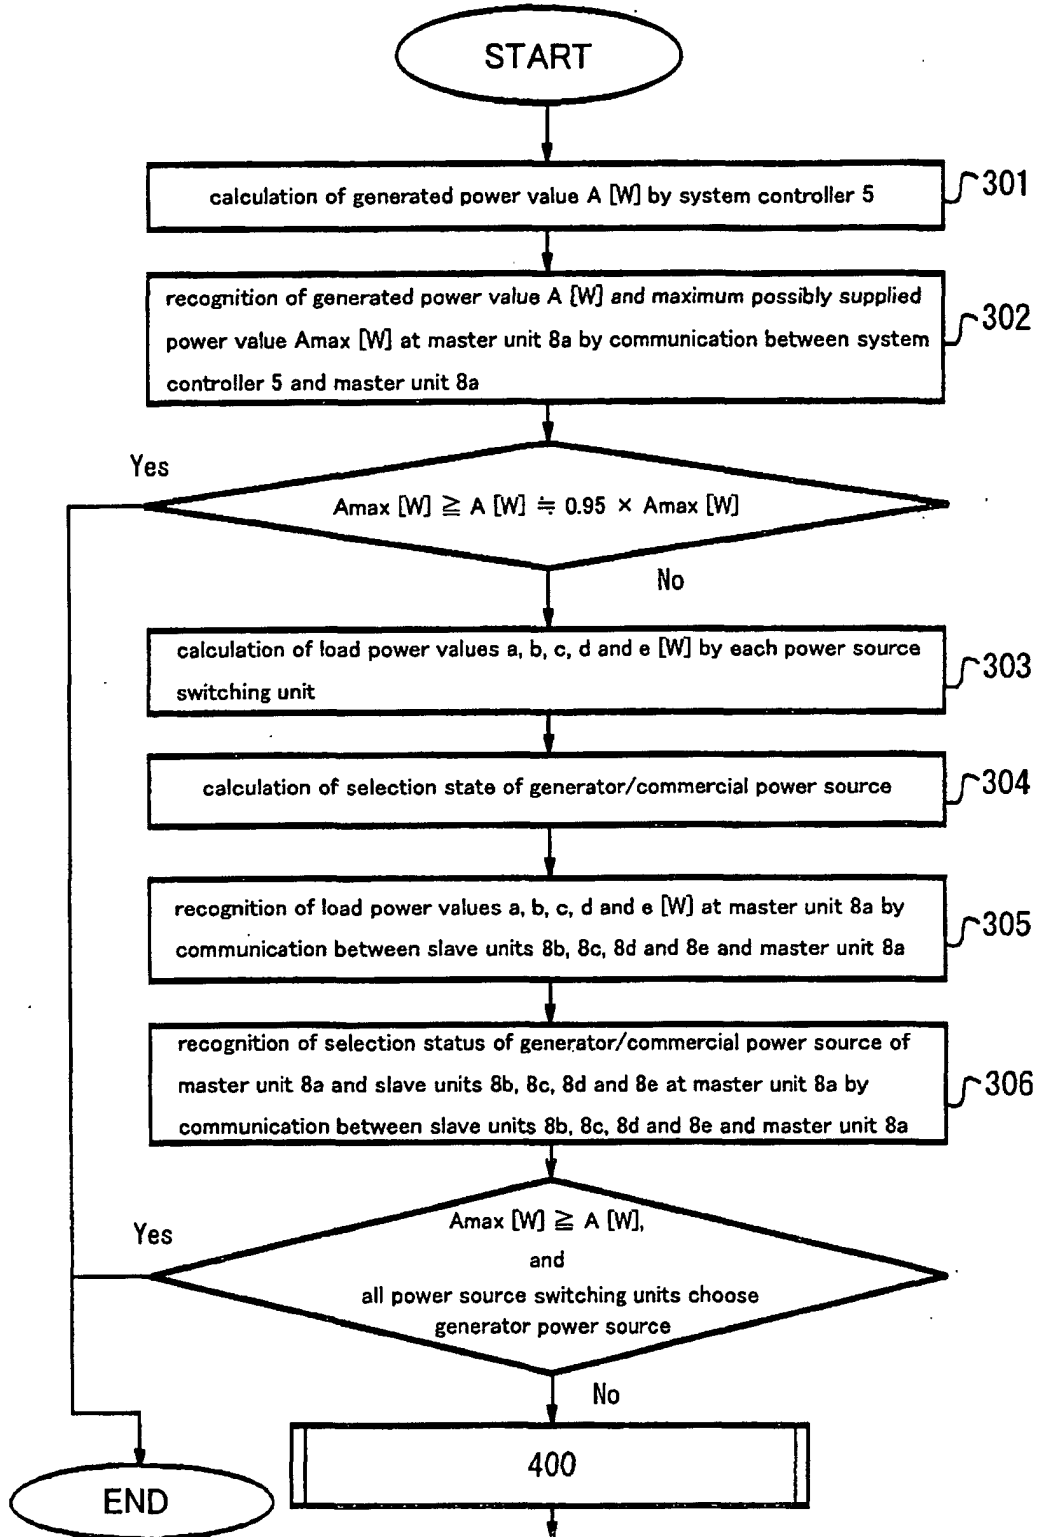 START
calculation of generated power value A [W] by system controller 5
301
recognition of generated power value A [W] and maximum possibly supplied
power value Amax [W] at master unit 8a by communication between system
controller 5 and master unit 8a
302
Yes
Amax [W] ≧ A [W] ≒ 0.95 × Amax [W]
No
calculation of load power values a, b, c, d and e [W] by each power source
switching unit
303
calculation of selection state of generator/commercial power source
304
recognition of load power values a, b, c, d and e [W] at master unit 8a by
communication between slave units 8b, 8c, 8d and 8e and master unit 8a
305
recognition of selection status of generator/commercial power source of
master unit 8a and slave units 8b, 8c, 8d and 8e at master unit 8a by
communication between slave units 8b, 8c, 8d and 8e and master unit 8a
306
Yes
Amax [W] ≧ A [W],
and
all power source switching units choose
generator power source
No
400
END